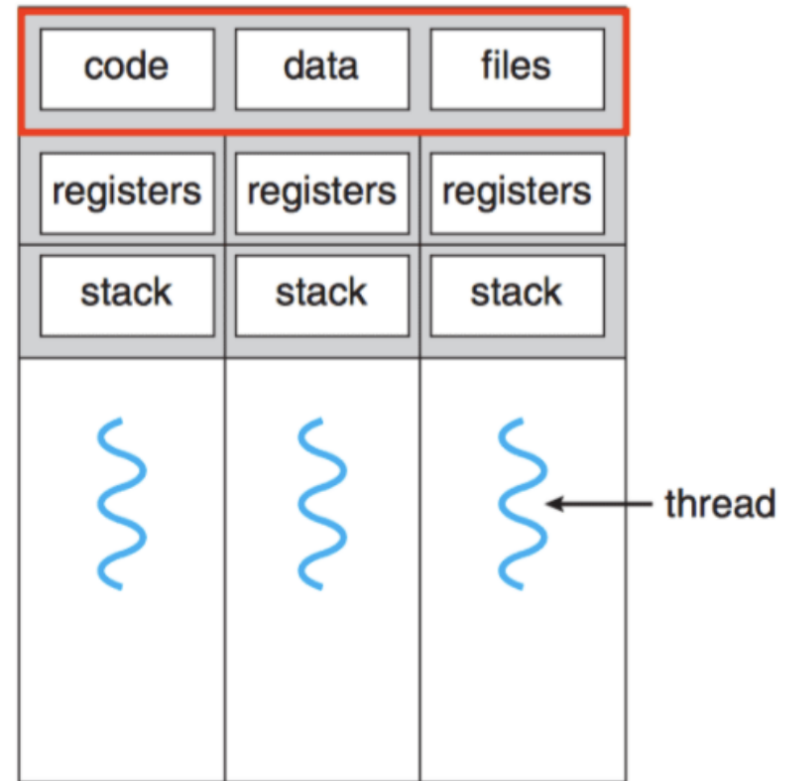 code data files
registers registers registers
stack stack stack
thread